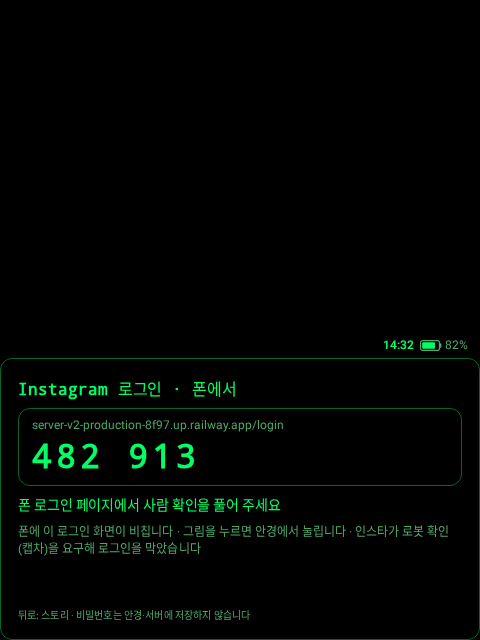 14:32 82%
Instagram 로그인 · 폰에서
server-v2-production-8f97.up.railway.app/login
482 913
폰 로그인 페이지에서 사람 확인을 풀어 주세요
폰에 이 로그인 화면이 비칩니다 · 그림을 누르면 안경에서 눌립니다 · 인스타가 로봇 확인
(캡차)을 요구해 로그인을 막았습니다
뒤로: 스토리 · 비밀번호는 안경·서버에 저장하지 않습니다